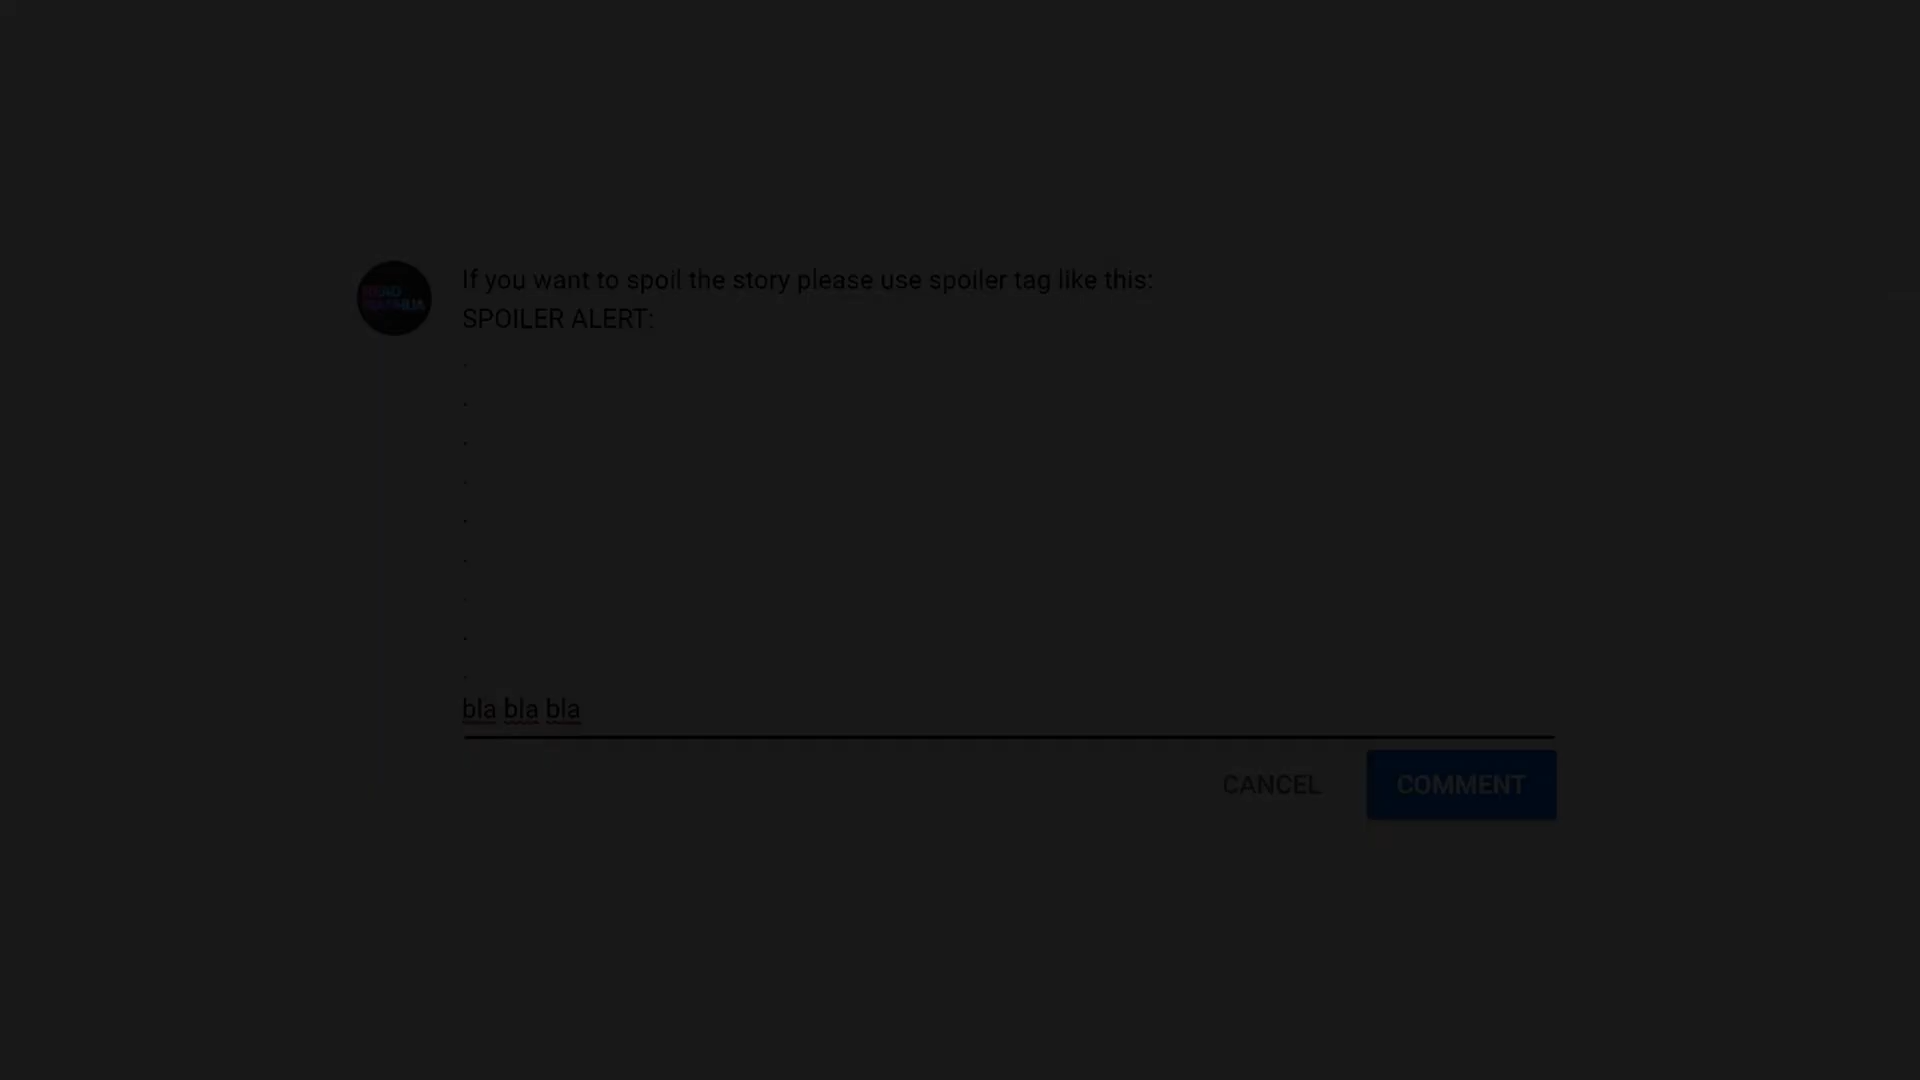 If you want to spoil the story please use spoiler tag like this:
SPOILER ALERT:
.
.
.
.
.
.
.
.
.
bla bla bla
CANCEL COMMENT